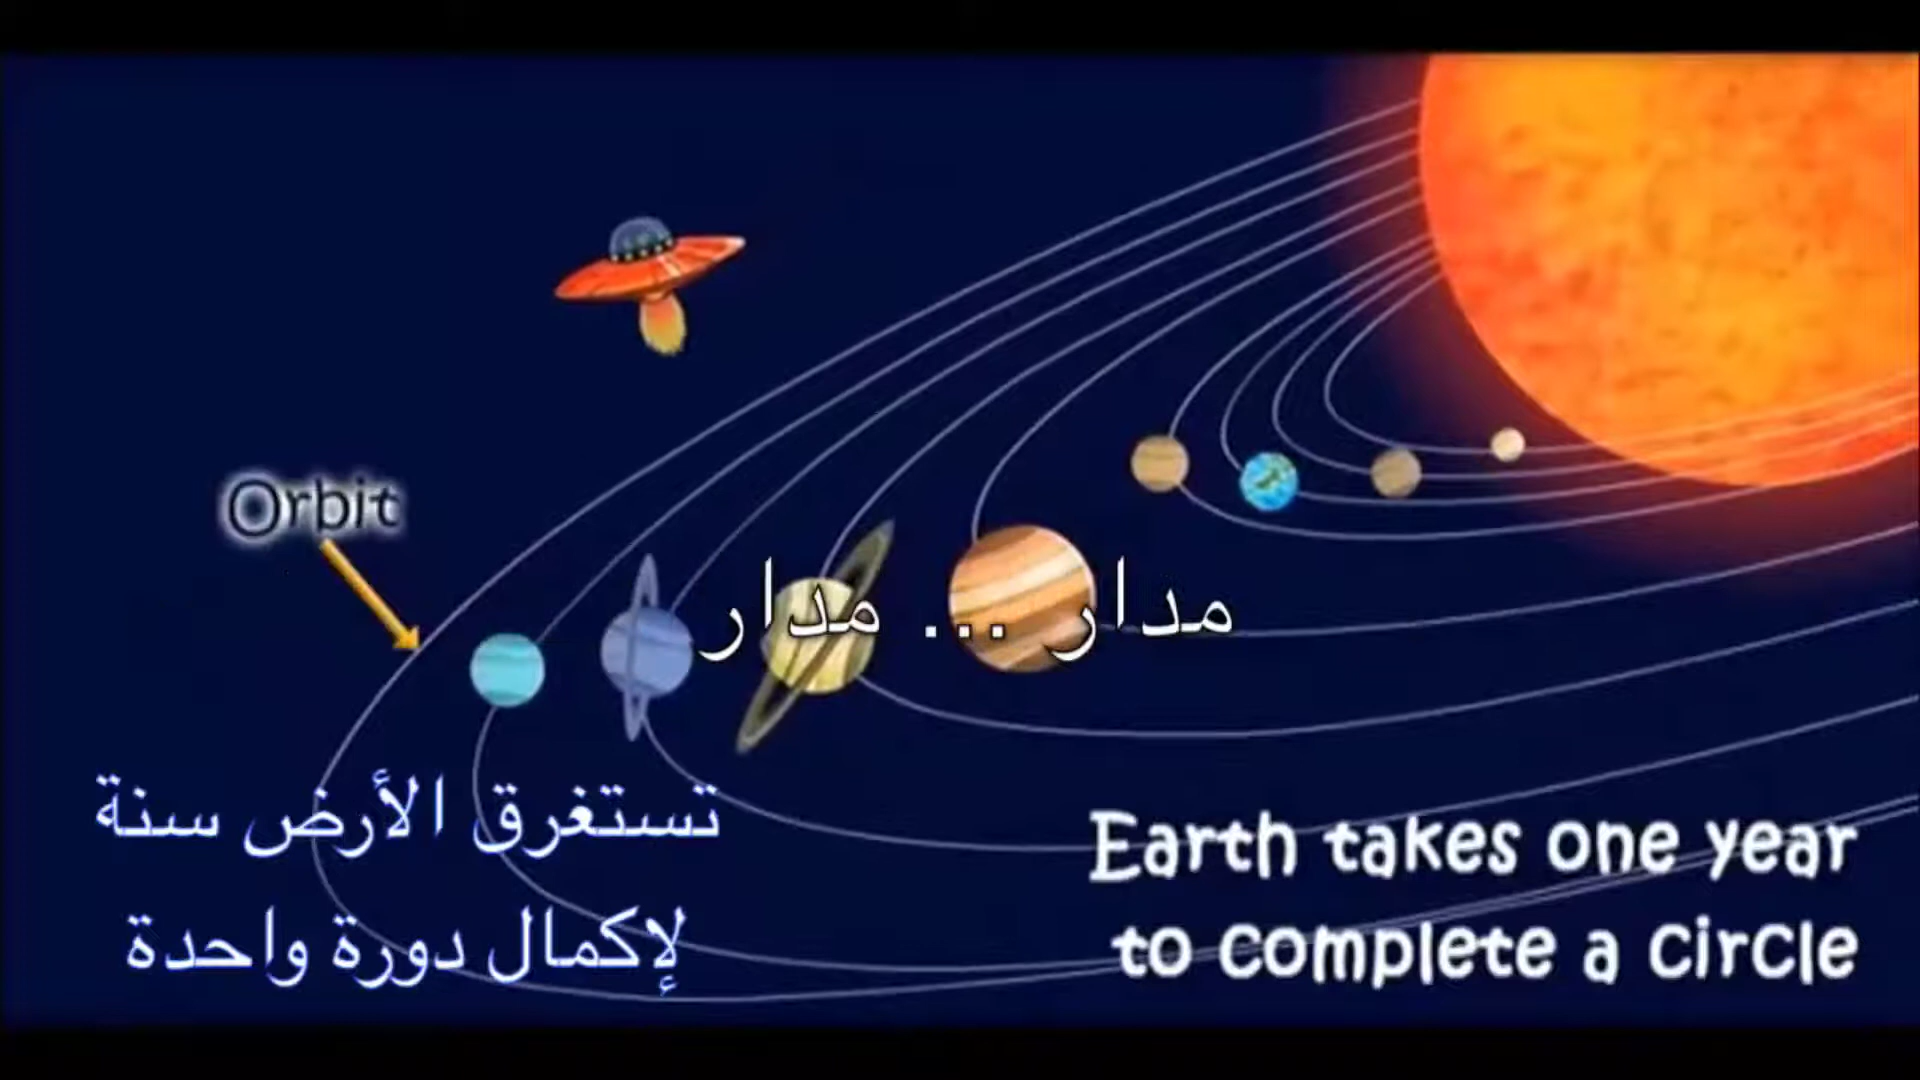 Orbit
مدار ... مدار
تستغرق الأرض سنة
لإكمال دورة واحدة
Earth takes one year
to complete a circle